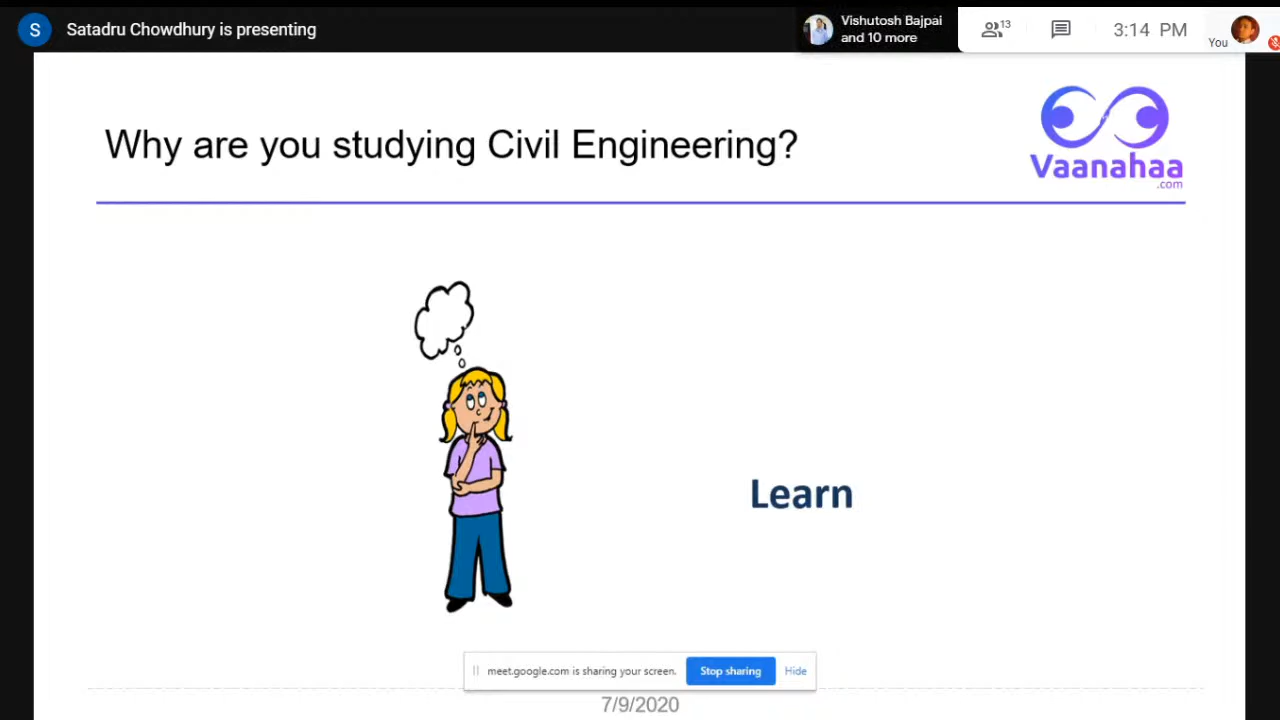 S
Satadru Chowdhury is presenting
Vishutosh Bajpai
and 10 more
13
3:14 PM
You
Why are you studying Civil Engineering?
Vaanahaa
.com
Learn
meet.google.com is sharing your screen.
Stop sharing
Hide
7/9/2020